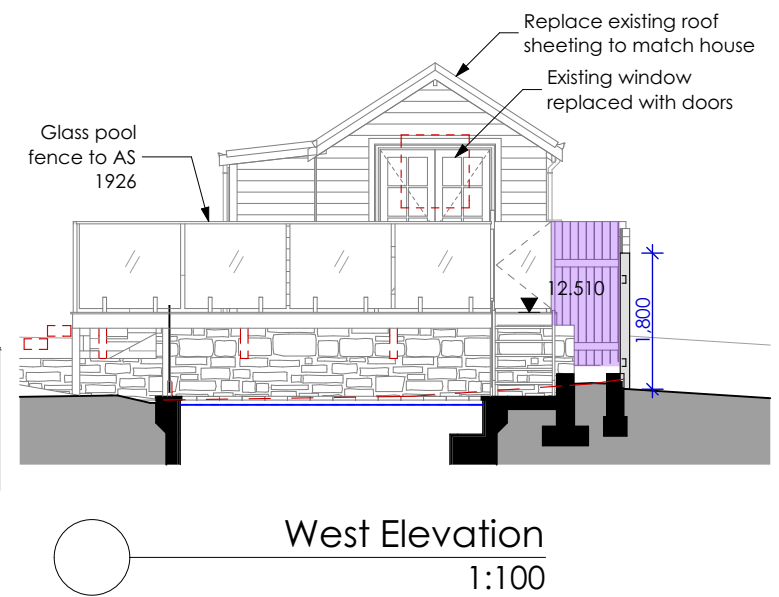 Replace existing roof
sheeting to match house
Existing window
replaced with doors
Glass pool
fence to AS
1926
12.510
1,800
West Elevation
1:100